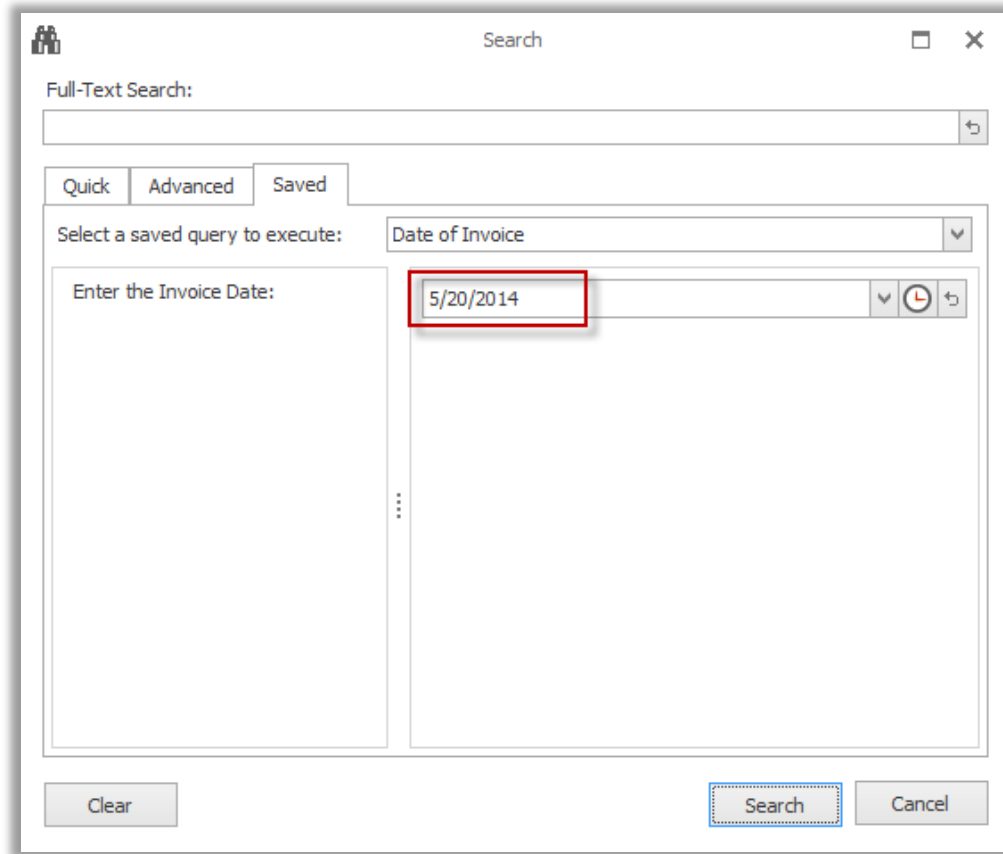 Search
Full-Text Search:
Quick Advanced Saved
Select a saved query to execute: Date of Invoice
Enter the Invoice Date: 5/20/2014
Clear Search Cancel